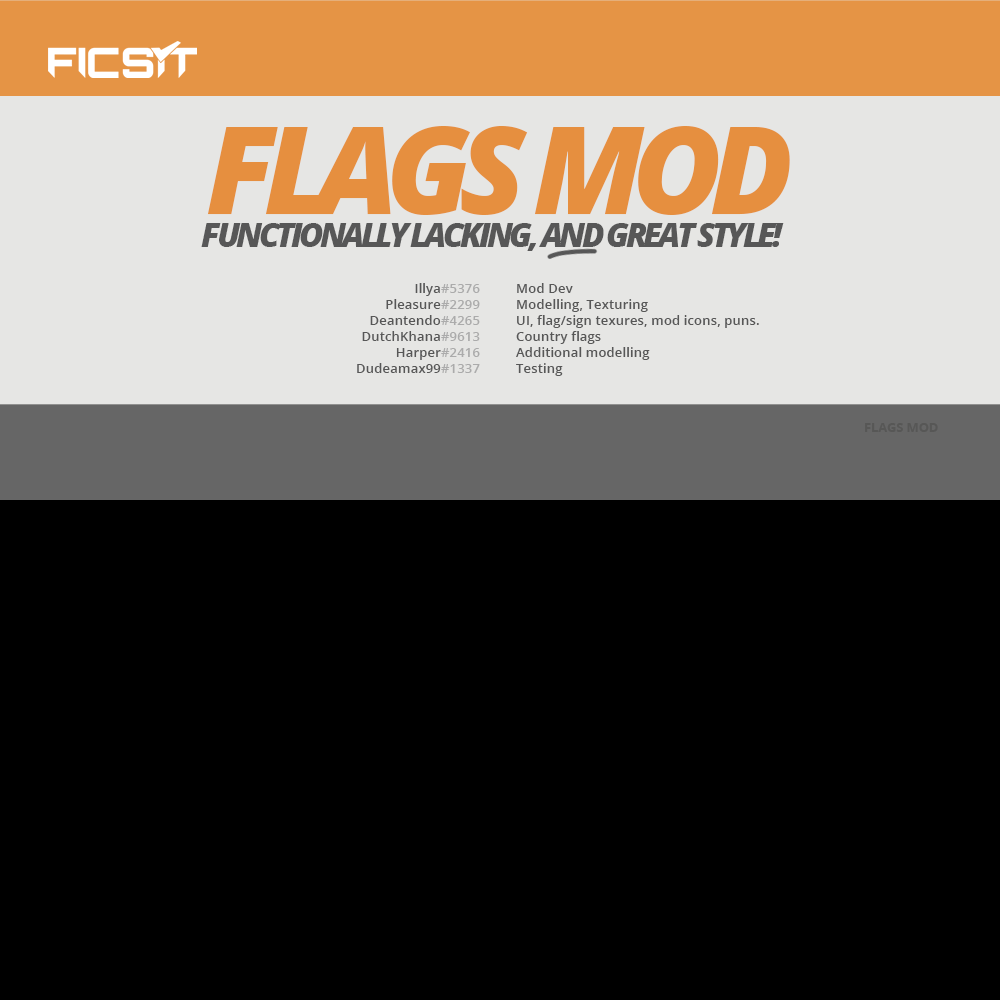 FICSIT
FLAGS MOD
FUNCTIONALLY LACKING, AND GREAT STYLE!
Illya#5376 Mod Dev
Pleasure#2299 Modelling, Texturing
Deantendo#4265 UI, flag/sign texures, mod icons, puns.
DutchKhana#9613 Country flags
Harper#2416 Additional modelling
Dudeamax99#1337 Testing
FLAGS MOD